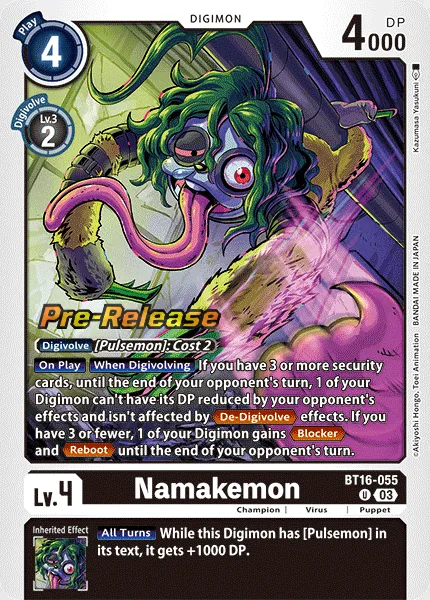 DIGIMON
Play
4
4000
DP
Digivolve
Lv.3
2
Kazumasa Yasukuni
©Akiyoshi Hongo, Toei Animation BANDAI MADE IN JAPAN
Pre-Release
Digivolve [Pulsemon]: Cost 2
On Play When Digivolving If you have 3 or more security
cards, until the end of your opponent's turn, 1 of your
Digimon can't have its DP reduced by your opponent's
effects and isn't affected by De-Digivolve effects. If you
have 3 or fewer, 1 of your Digimon gains Blocker
and Reboot until the end of your opponent's turn.
Lv.4
Namakemon
BT16-055
U 03
Champion | Virus | Puppet
Inherited Effect
All Turns While this Digimon has [Pulsemon] in
its text, it gets +1000 DP.